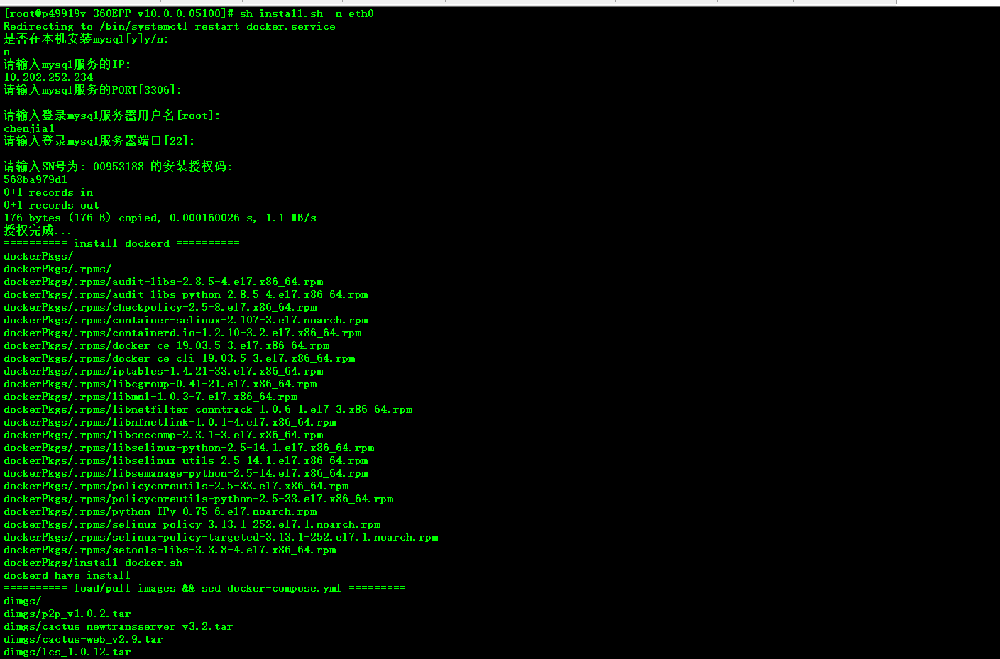 [root@p49919v 360EPP_v10.0.0.05100]# sh install.sh -n eth0
Redirecting to /bin/systemctl restart docker.service
是否在本机安装mysql[y]y/n:
n
请输入mysql服务的IP:
10.202.252.234
请输入mysql服务的PORT[3306]:
请输入登录mysql服务器用户名[root]:
chenjia1
请输入登录mysql服务器端口[22]:
请输入SN号为: 00953188 的安装授权码:
568ba979d1
0+1 records in
0+1 records out
176 bytes (176 B) copied, 0.000160026 s, 1.1 MB/s
授权完成...
========== install dockerd ==========
dockerPkgs/
dockerPkgs/.rpms/
dockerPkgs/.rpms/audit-libs-2.8.5-4.el7.x86_64.rpm
dockerPkgs/.rpms/audit-libs-python-2.8.5-4.el7.x86_64.rpm
dockerPkgs/.rpms/checkpolicy-2.5-8.el7.x86_64.rpm
dockerPkgs/.rpms/container-selinux-2.107-3.el7.noarch.rpm
dockerPkgs/.rpms/containerd.io-1.2.10-3.2.el7.x86_64.rpm
dockerPkgs/.rpms/docker-ce-19.03.5-3.el7.x86_64.rpm
dockerPkgs/.rpms/docker-ce-cli-19.03.5-3.el7.x86_64.rpm
dockerPkgs/.rpms/iptables-1.4.21-33.el7.x86_64.rpm
dockerPkgs/.rpms/libcgroup-0.41-21.el7.x86_64.rpm
dockerPkgs/.rpms/libmnl-1.0.3-7.el7.x86_64.rpm
dockerPkgs/.rpms/libnetfilter_conntrack-1.0.6-1.el7_3.x86_64.rpm
dockerPkgs/.rpms/libnfnetlink-1.0.1-4.el7.x86_64.rpm
dockerPkgs/.rpms/libseccomp-2.3.1-3.el7.x86_64.rpm
dockerPkgs/.rpms/libselinux-python-2.5-14.1.el7.x86_64.rpm
dockerPkgs/.rpms/libselinux-utils-2.5-14.1.el7.x86_64.rpm
dockerPkgs/.rpms/libsemanage-python-2.5-14.el7.x86_64.rpm
dockerPkgs/.rpms/policycoreutils-2.5-33.el7.x86_64.rpm
dockerPkgs/.rpms/policycoreutils-python-2.5-33.el7.x86_64.rpm
dockerPkgs/.rpms/python-IPy-0.75-6.el7.noarch.rpm
dockerPkgs/.rpms/selinux-policy-3.13.1-252.el7.1.noarch.rpm
dockerPkgs/.rpms/selinux-policy-targeted-3.13.1-252.el7.1.noarch.rpm
dockerPkgs/.rpms/setools-libs-3.3.8-4.el7.x86_64.rpm
dockerPkgs/install_docker.sh
dockerd have install
========== load/pull images && sed docker-compose.yml =========
dimgs/
dimgs/p2p_v1.0.2.tar
dimgs/cactus-newtransserver_v3.2.tar
dimgs/cactus-web_v2.9.tar
dimgs/lcs_1.0.12.tar